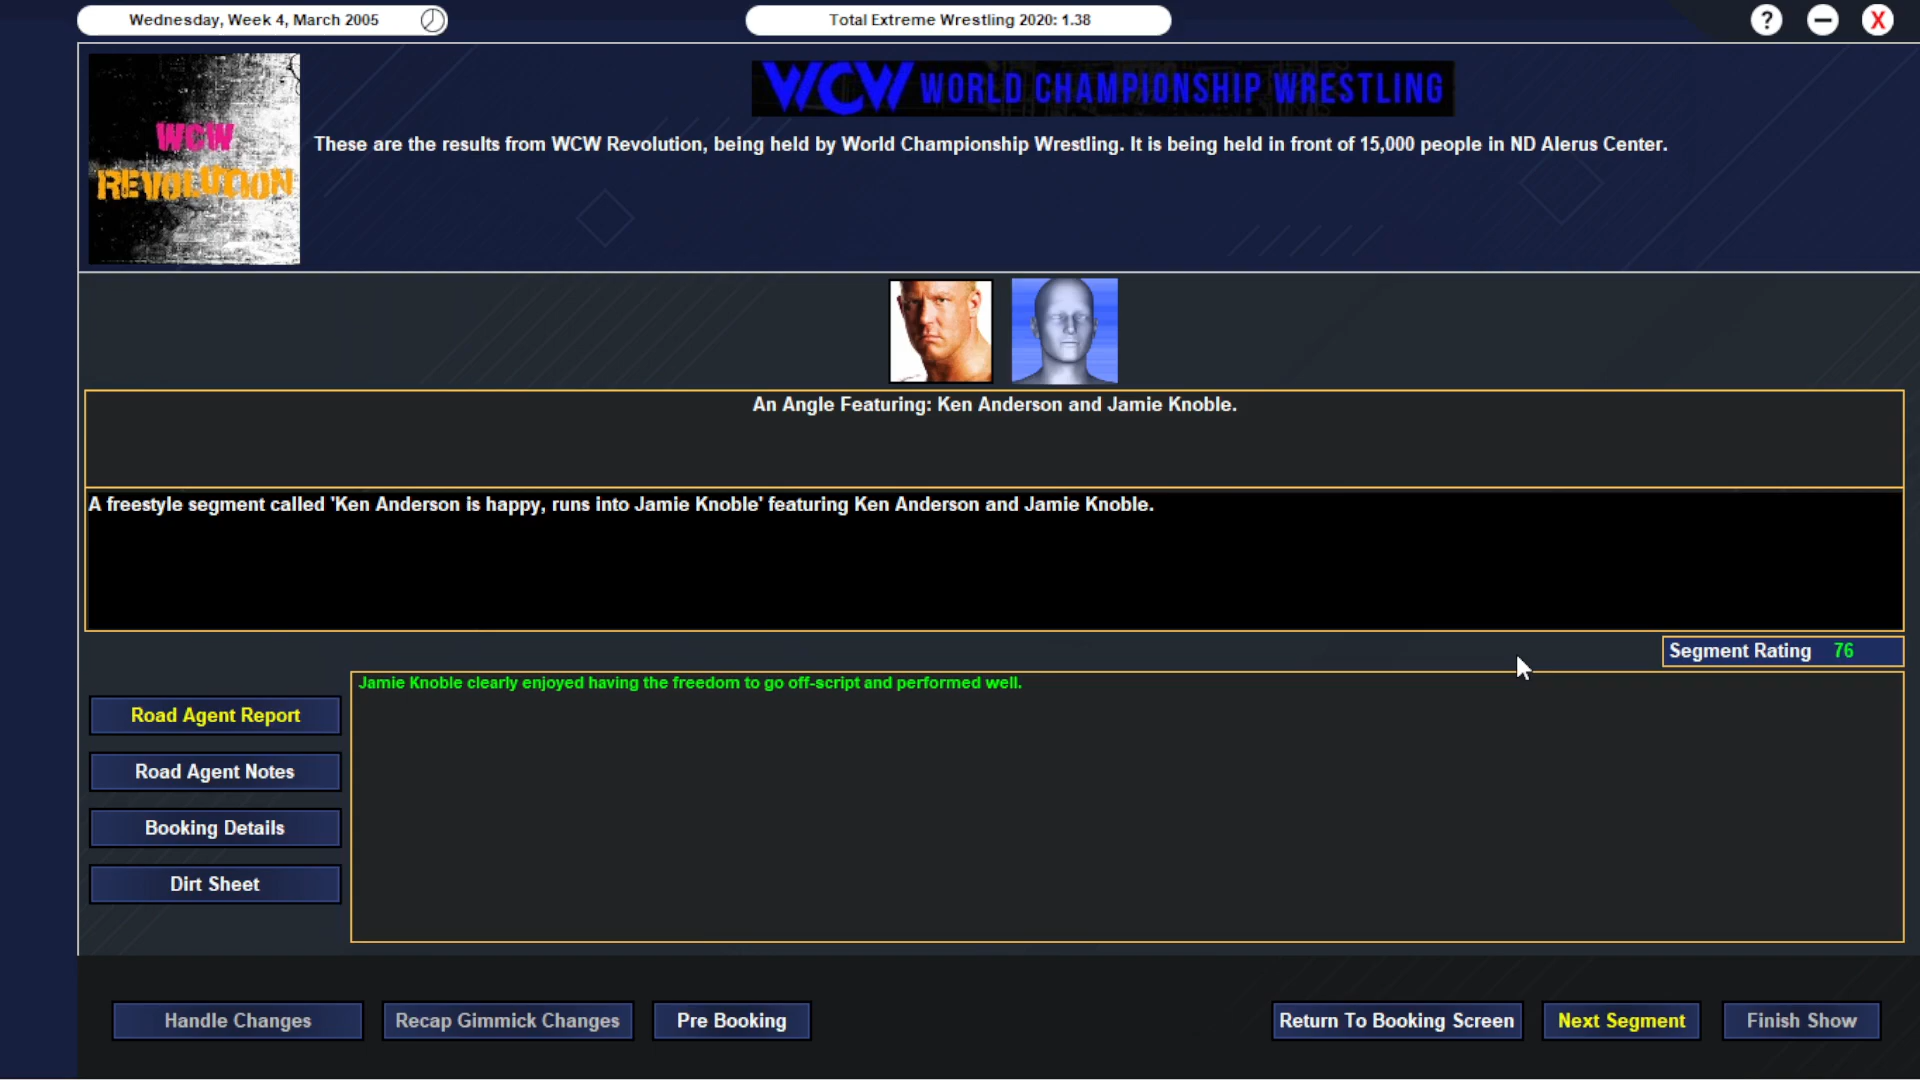 Wednesday, Week 4, March 2005
Total Extreme Wrestling 2020: 1.38
?
X
WCW
REVOLUTION
WCW WORLD CHAMPIONSHIP WRESTLING
These are the results from WCW Revolution, being held by World Championship Wrestling. It is being held in front of 15,000 people in ND Alerus Center.
An Angle Featuring: Ken Anderson and Jamie Knoble.
A freestyle segment called 'Ken Anderson is happy, runs into Jamie Knoble' featuring Ken Anderson and Jamie Knoble.
Segment Rating 76
Jamie Knoble clearly enjoyed having the freedom to go off-script and performed well.
Road Agent Report
Road Agent Notes
Booking Details
Dirt Sheet
Handle Changes
Recap Gimmick Changes
Pre Booking
Return To Booking Screen
Next Segment
Finish Show